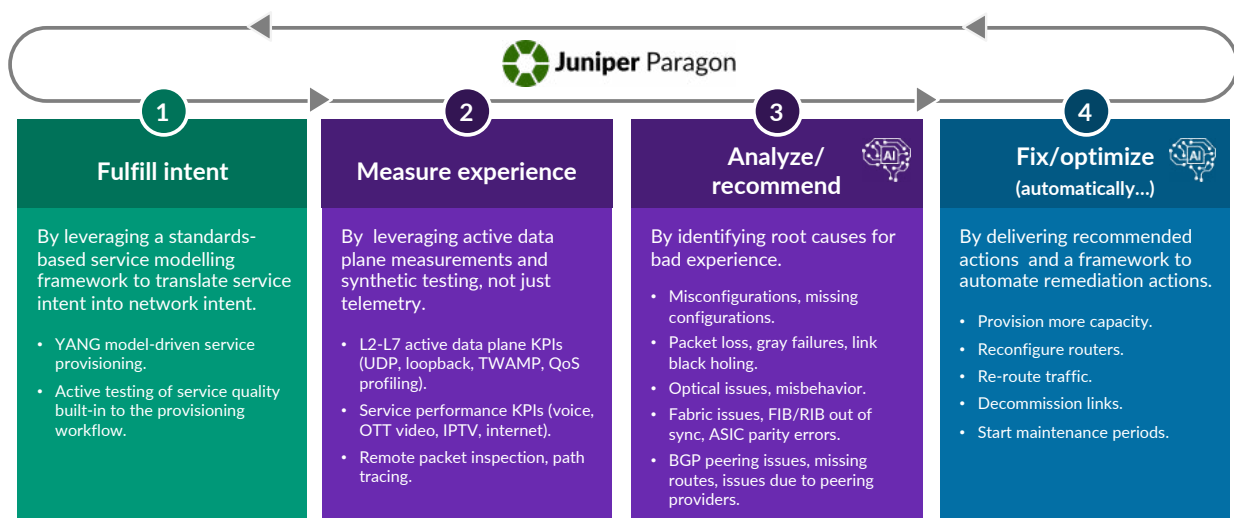 Juniper Paragon
1
Fulfill intent
By leveraging a standards-
based service modelling
framework to translate service
intent into network intent.
• YANG model-driven service
provisioning.
• Active testing of service quality
built-in to the provisioning
workflow.
2
Measure experience
By leveraging active data
plane measurements and
synthetic testing, not just
telemetry.
• L2-L7 active data plane KPIs
(UDP, loopback, TWAMP, QoS
profiling).
• Service performance KPIs (voice,
OTT video, IPTV, internet).
• Remote packet inspection, path
tracing.
3
Analyze/
recommend
AI
By identifying root causes for
bad experience.
• Misconfigurations, missing
configurations.
• Packet loss, gray failures, link
black holing.
• Optical issues, misbehavior.
• Fabric issues, FIB/RIB out of
sync, ASIC parity errors.
• BGP peering issues, missing
routes, issues due to peering
providers.
4
Fix/optimize
(automatically...)
AI
By delivering recommended
actions and a framework to
automate remediation actions.
• Provision more capacity.
• Reconfigure routers.
• Re-route traffic.
• Decommission links.
• Start maintenance periods.